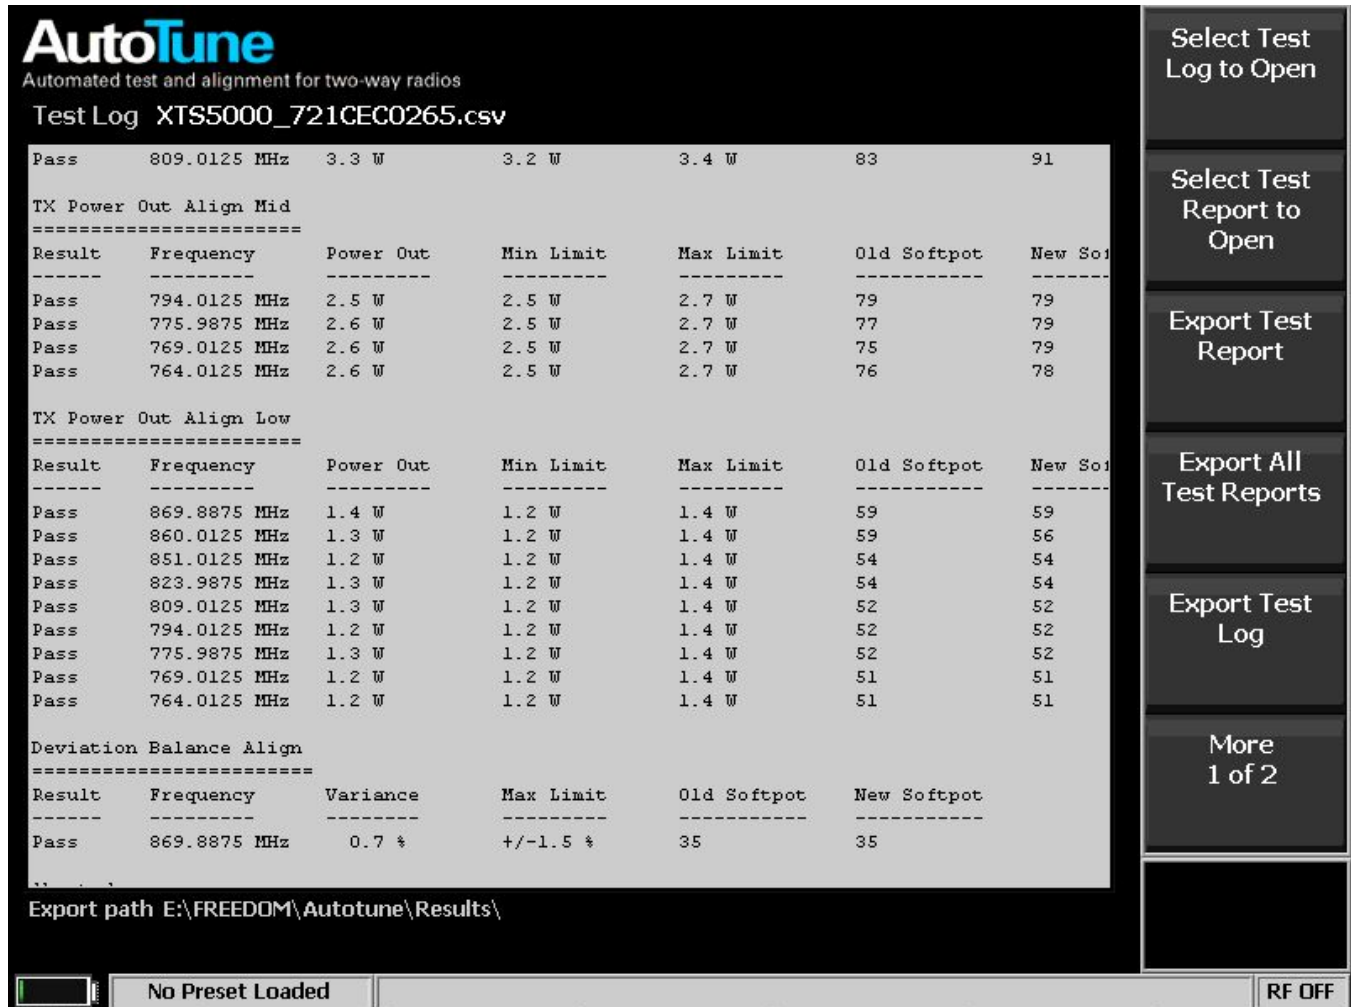 AutoTune
Automated test and alignment for two-way radios
Test Log XTS5000_721CEC0265.csv
Pass 809.0125 MHz 3.3 W 3.2 W 3.4 W 83 91
TX Power Out Align Mid
========================
Result Frequency Power Out Min Limit Max Limit Old Softpot New Sof
------ --------- --------- --------- --------- ----------- -------
Pass 794.0125 MHz 2.5 W 2.5 W 2.7 W 79 79
Pass 775.9875 MHz 2.6 W 2.5 W 2.7 W 77 79
Pass 769.0125 MHz 2.6 W 2.5 W 2.7 W 75 79
Pass 764.0125 MHz 2.6 W 2.5 W 2.7 W 76 78
TX Power Out Align Low
========================
Result Frequency Power Out Min Limit Max Limit Old Softpot New Sof
------ --------- --------- --------- --------- ----------- -------
Pass 869.8875 MHz 1.4 W 1.2 W 1.4 W 59 59
Pass 860.0125 MHz 1.3 W 1.2 W 1.4 W 59 56
Pass 851.0125 MHz 1.2 W 1.2 W 1.4 W 54 54
Pass 823.9875 MHz 1.3 W 1.2 W 1.4 W 54 54
Pass 809.0125 MHz 1.3 W 1.2 W 1.4 W 52 52
Pass 794.0125 MHz 1.2 W 1.2 W 1.4 W 52 52
Pass 775.9875 MHz 1.3 W 1.2 W 1.4 W 52 52
Pass 769.0125 MHz 1.2 W 1.2 W 1.4 W 51 51
Pass 764.0125 MHz 1.2 W 1.2 W 1.4 W 51 51
Deviation Balance Align
========================
Result Frequency Variance Max Limit Old Softpot New Softpot
------ --------- -------- --------- ----------- -----------
Pass 869.8875 MHz 0.7 % +/-1.5 % 35 35
Export path E:\FREEDOM\Autotune\Results\
No Preset Loaded
RF OFF
Select Test
Log to Open
Select Test
Report to
Open
Export Test
Report
Export All
Test Reports
Export Test
Log
More
1 of 2